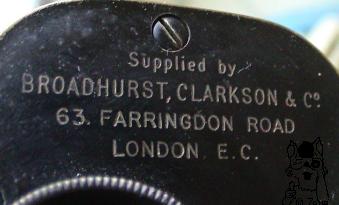 Supplied by
BROADHURST, CLARKSON & Co.
63. FARRINGDON ROAD
LONDON. E.C.